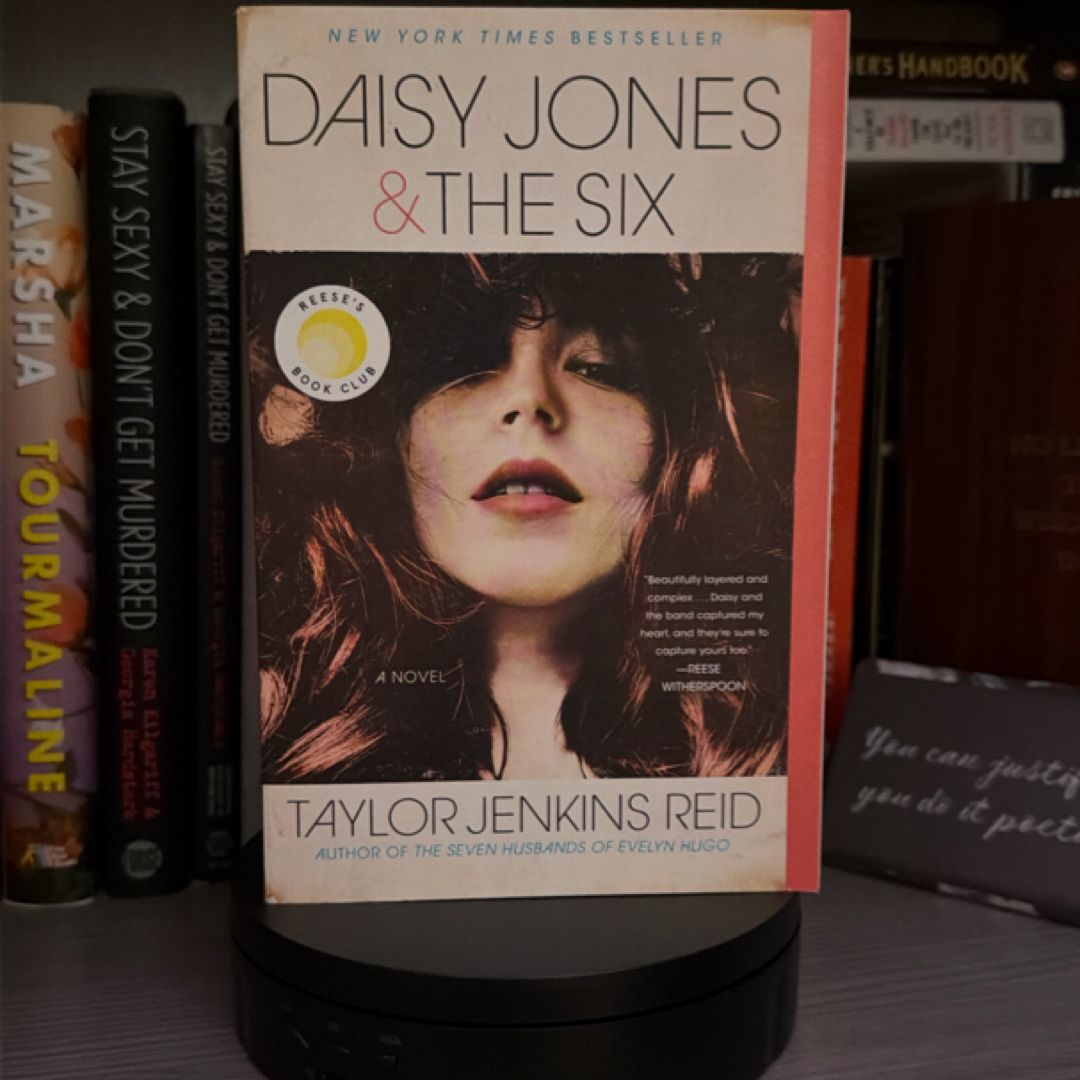 NEW YORK TIMES BESTSELLER
DAISY JONES
& THE SIX
REESE'S
BOOK CLUB
"Beautifully layered and
complex . . . Daisy and
the band captured my
heart, and they're sure to
capture yours too."
—REESE
WITHERSPOON
A NOVEL
TAYLOR JENKINS REID
AUTHOR OF THE SEVEN HUSBANDS OF EVELYN HUGO
MARSHA TOURMALINE
STAY SEXY & DON'T GET MURDERED
Karen Kilgariff &
Georgia Hardstark
STAY SEXY & DON'T GET MURDERED
HANDBOOK
You can
you do it